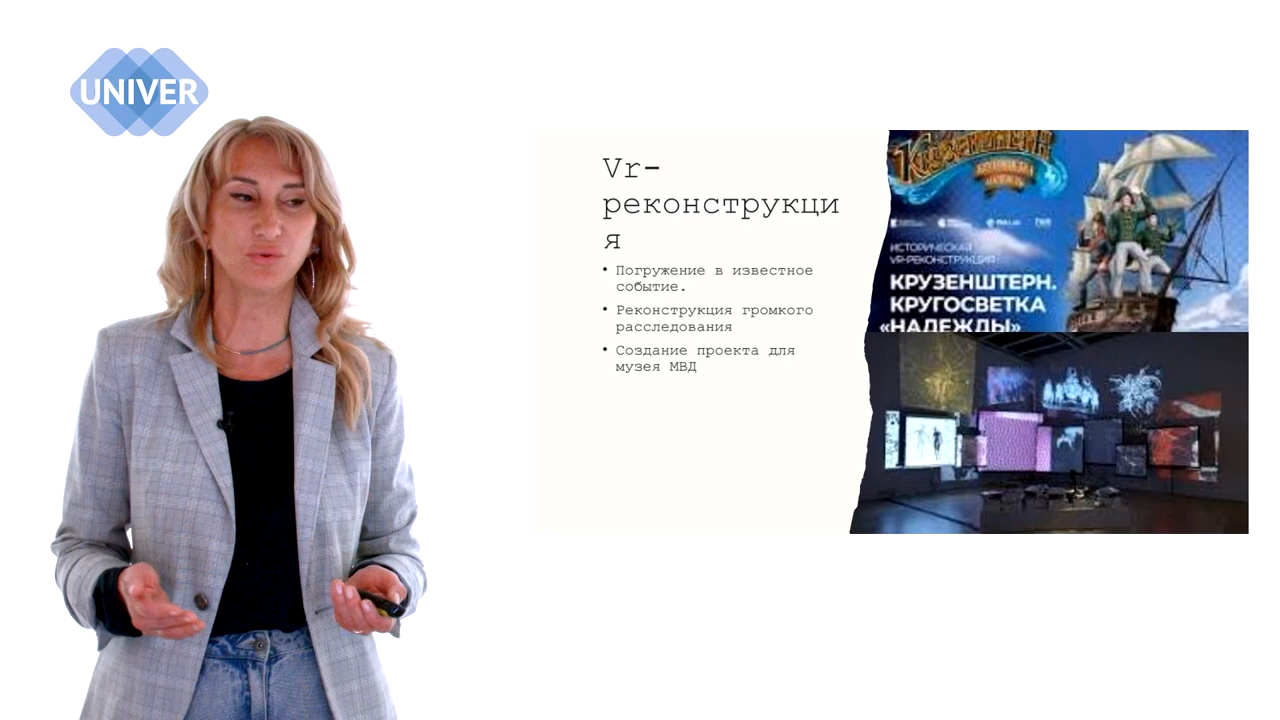 UNIVER
Vr-
реконструкци
я
• Погружение в известное
событие.
• Реконструкция громкого
расследования
• Создание проекта для
музея МВД
КРУЗЕНШТЕРН
ИСТОРИЧЕСКАЯ
VR-РЕКОНСТРУКЦИЯ
КРУЗЕНШТЕРН.
КРУГОСВЕТКА
«НАДЕЖДЫ»